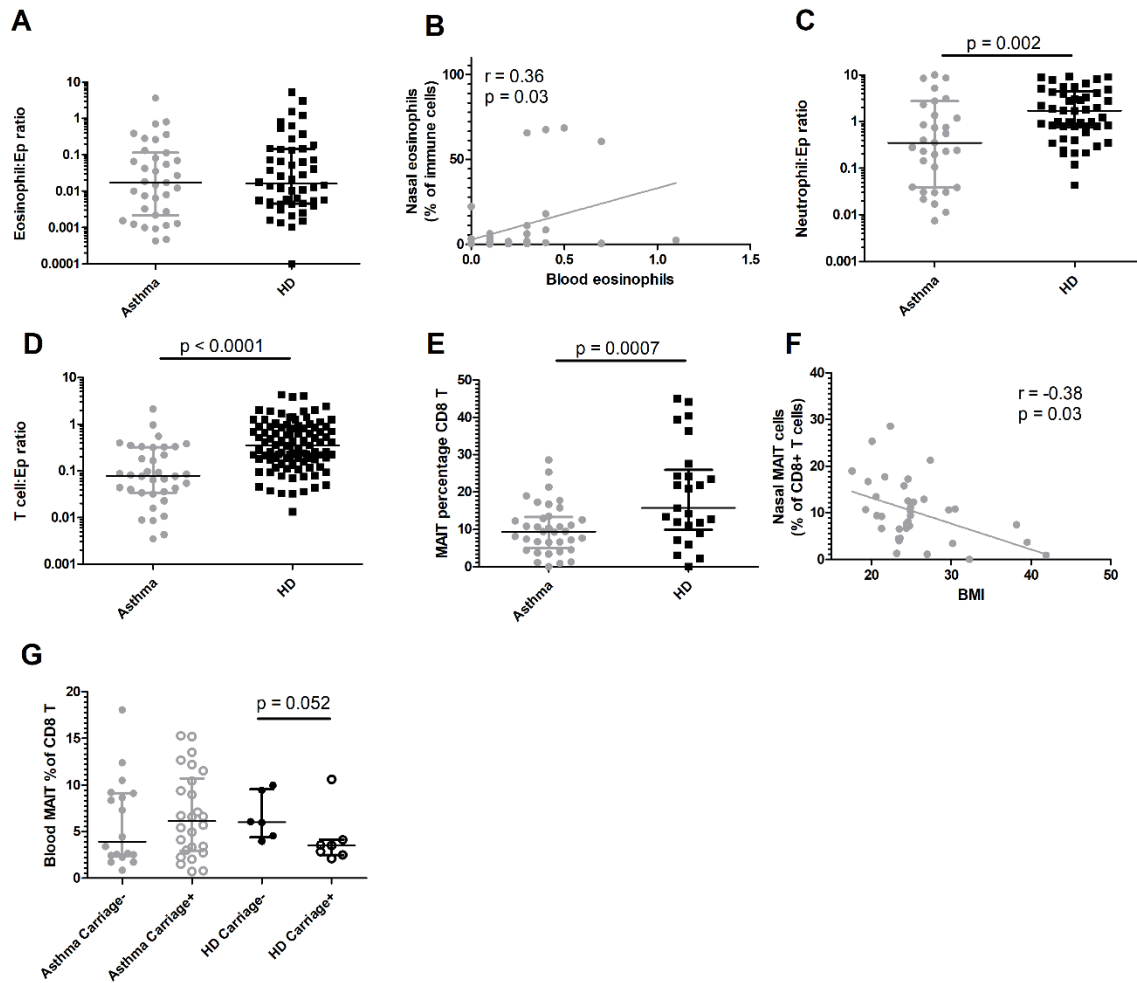 A
Eosinophil:Ep ratio
10
1
0.1
0.01
0.001
0.0001
Asthma
HD
B
r = 0.36
p = 0.03
Nasal eosinophils
(% of immune cells)
100
50
0
0.0
0.5
1.0
1.5
Blood eosinophils
C
p = 0.002
Neutrophil:Ep ratio
10
1
0.1
0.01
0.001
Asthma
HD
D
p < 0.0001
T cell:Ep ratio
10
1
0.1
0.01
0.001
Asthma
HD
E
p = 0.0007
MAIT percentage CD8 T
50
40
30
20
10
0
Asthma
HD
F
r = -0.38
p = 0.03
Nasal MAIT cells
(% of CD8+ T cells)
40
30
20
10
0
20
30
40
50
BMI
G
p = 0.052
Blood MAIT % of CD8 T
20
15
10
5
0
Asthma Carriage-
Asthma Carriage+
HD Carriage-
HD Carriage+